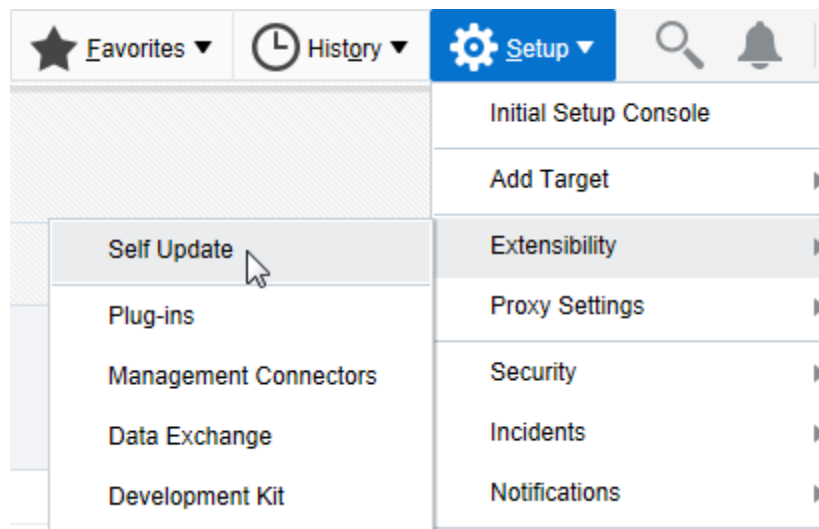 Favorites ▼
History ▼
Setup ▼
Initial Setup Console
Add Target
Extensibility
Proxy Settings
Security
Incidents
Notifications
Self Update
Plug-ins
Management Connectors
Data Exchange
Development Kit